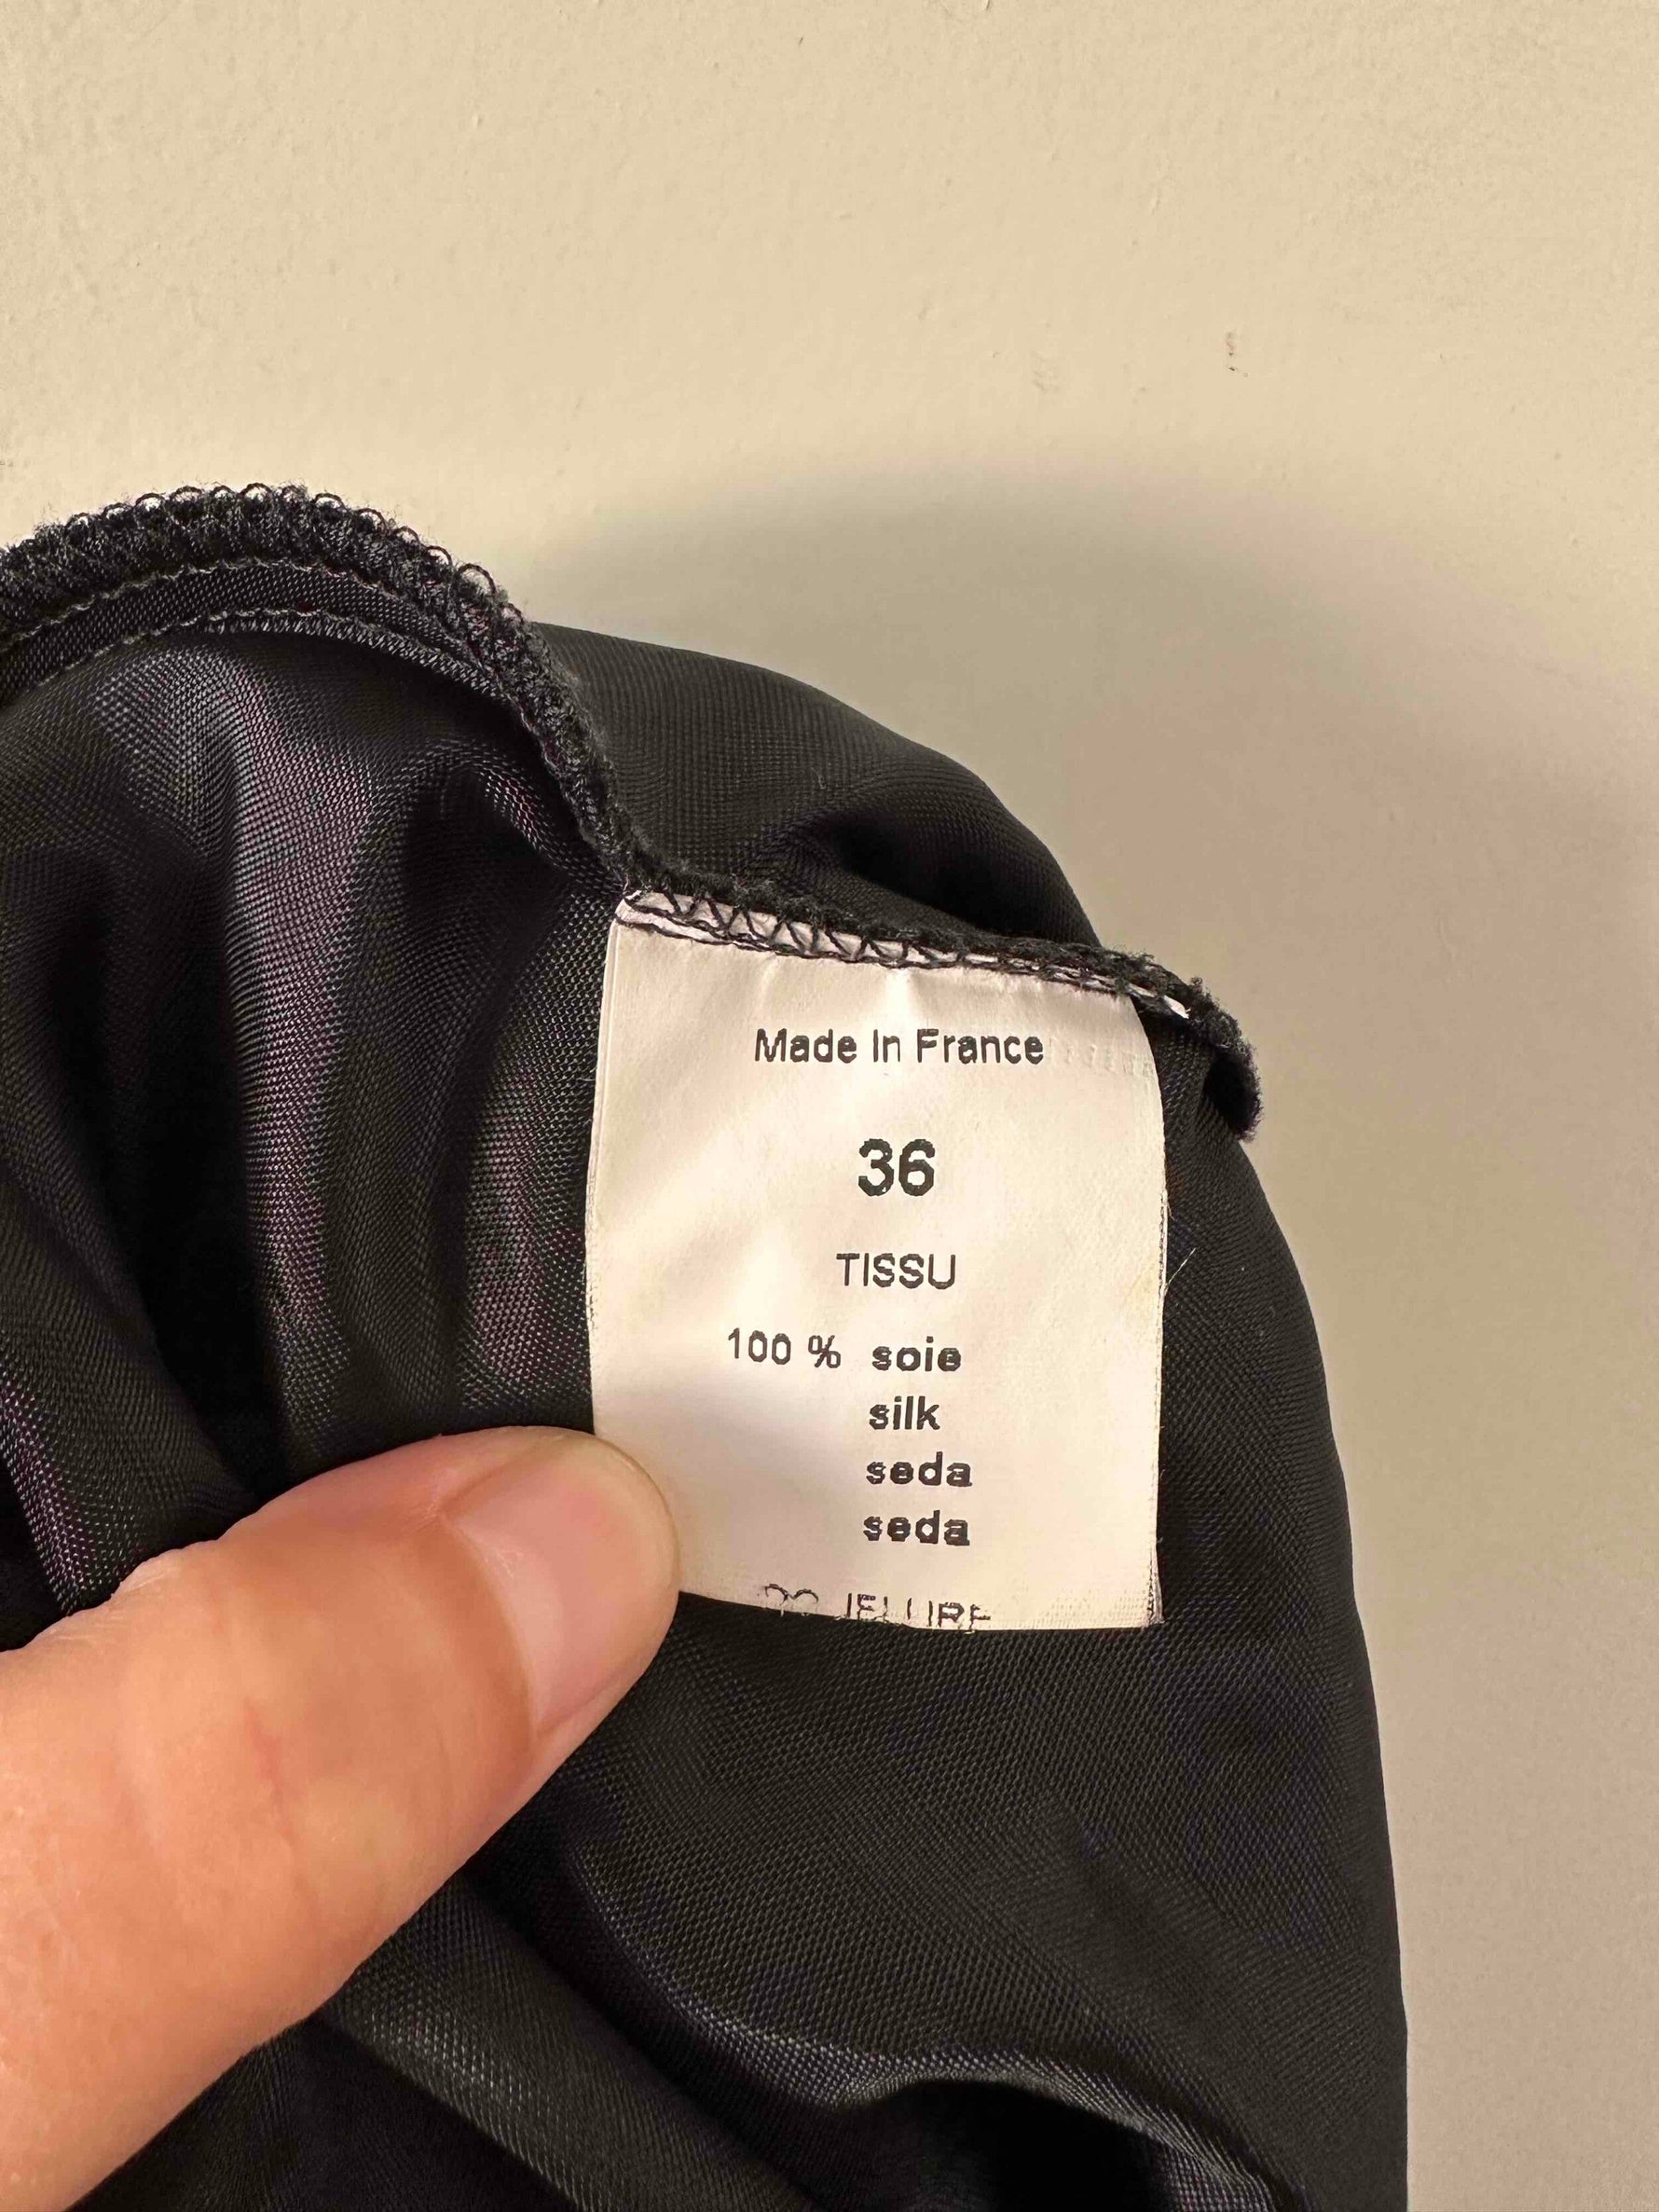 Made In France
36
TISSU
100 % soie
silk
seda
seda